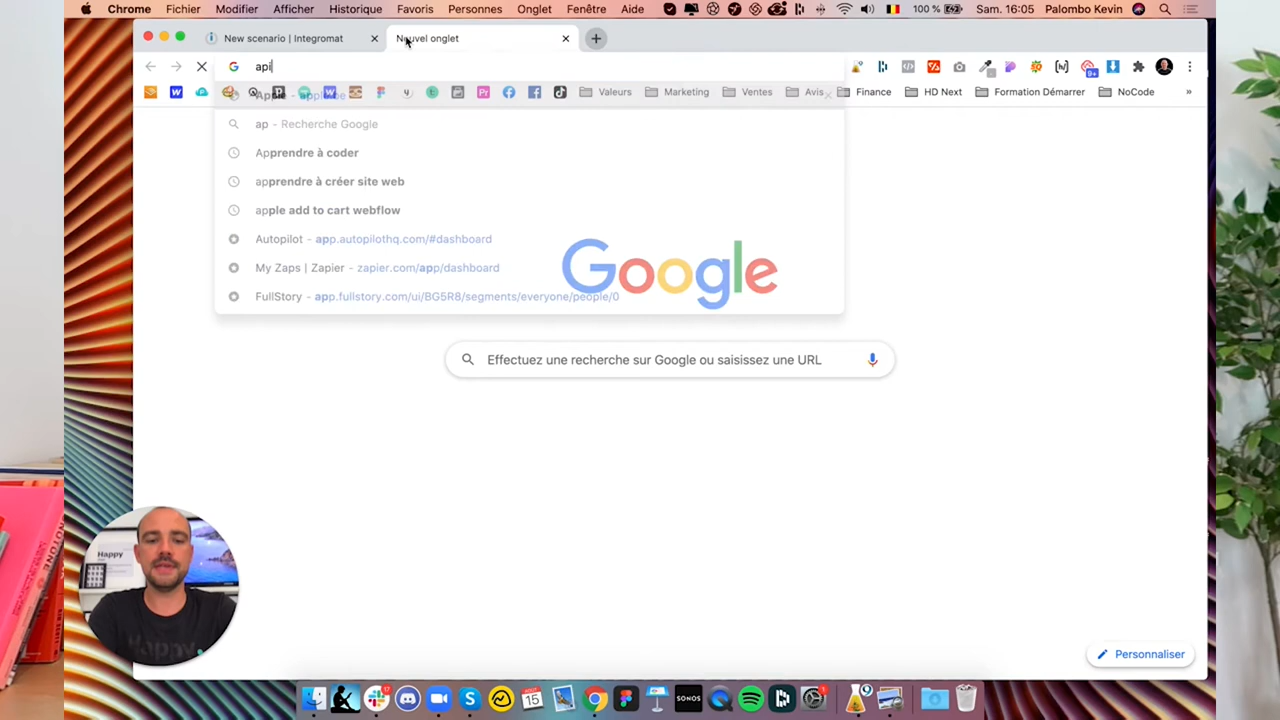 Chrome Fichier Modifier Afficher Historique Favoris Personnes Onglet Fenêtre Aide 100 % Sam. 16:05 Palombo Kevin
New scenario | Integromat Nouvel onglet
api
Valeurs Marketing Ventes Avis Finance HD Next Formation Démarrer NoCode »
ap - Recherche Google
Apprendre à coder
apprendre à créer site web
apple add to cart webflow
Autopilot - app.autopilothq.com/#dashboard
My Zaps | Zapier - zapier.com/app/dashboard
FullStory - app.fullstory.com/ui/BG5R8/segments/everyone/people/0
Google
Effectuez une recherche sur Google ou saisissez une URL
Happy
Happy
Personnaliser
SONOS